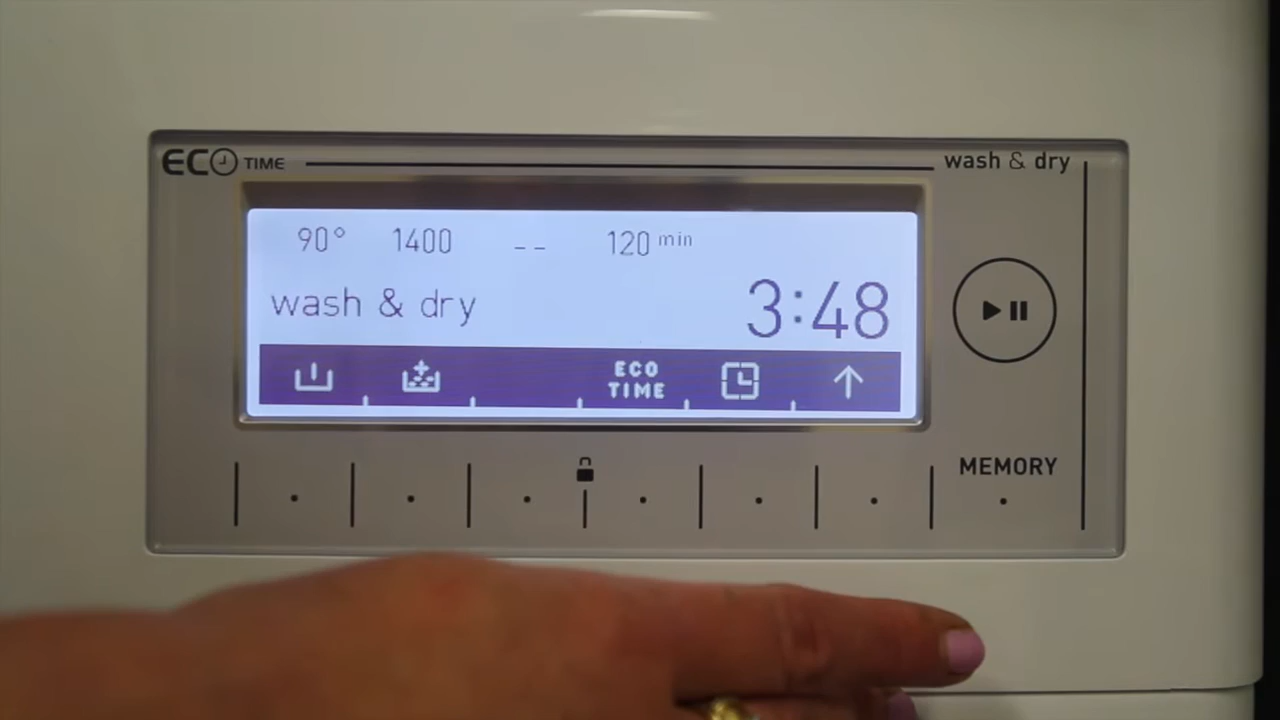 ECO TIME
wash & dry
90° 1400 -- 120 min
wash & dry 3:48
ECO
TIME
MEMORY